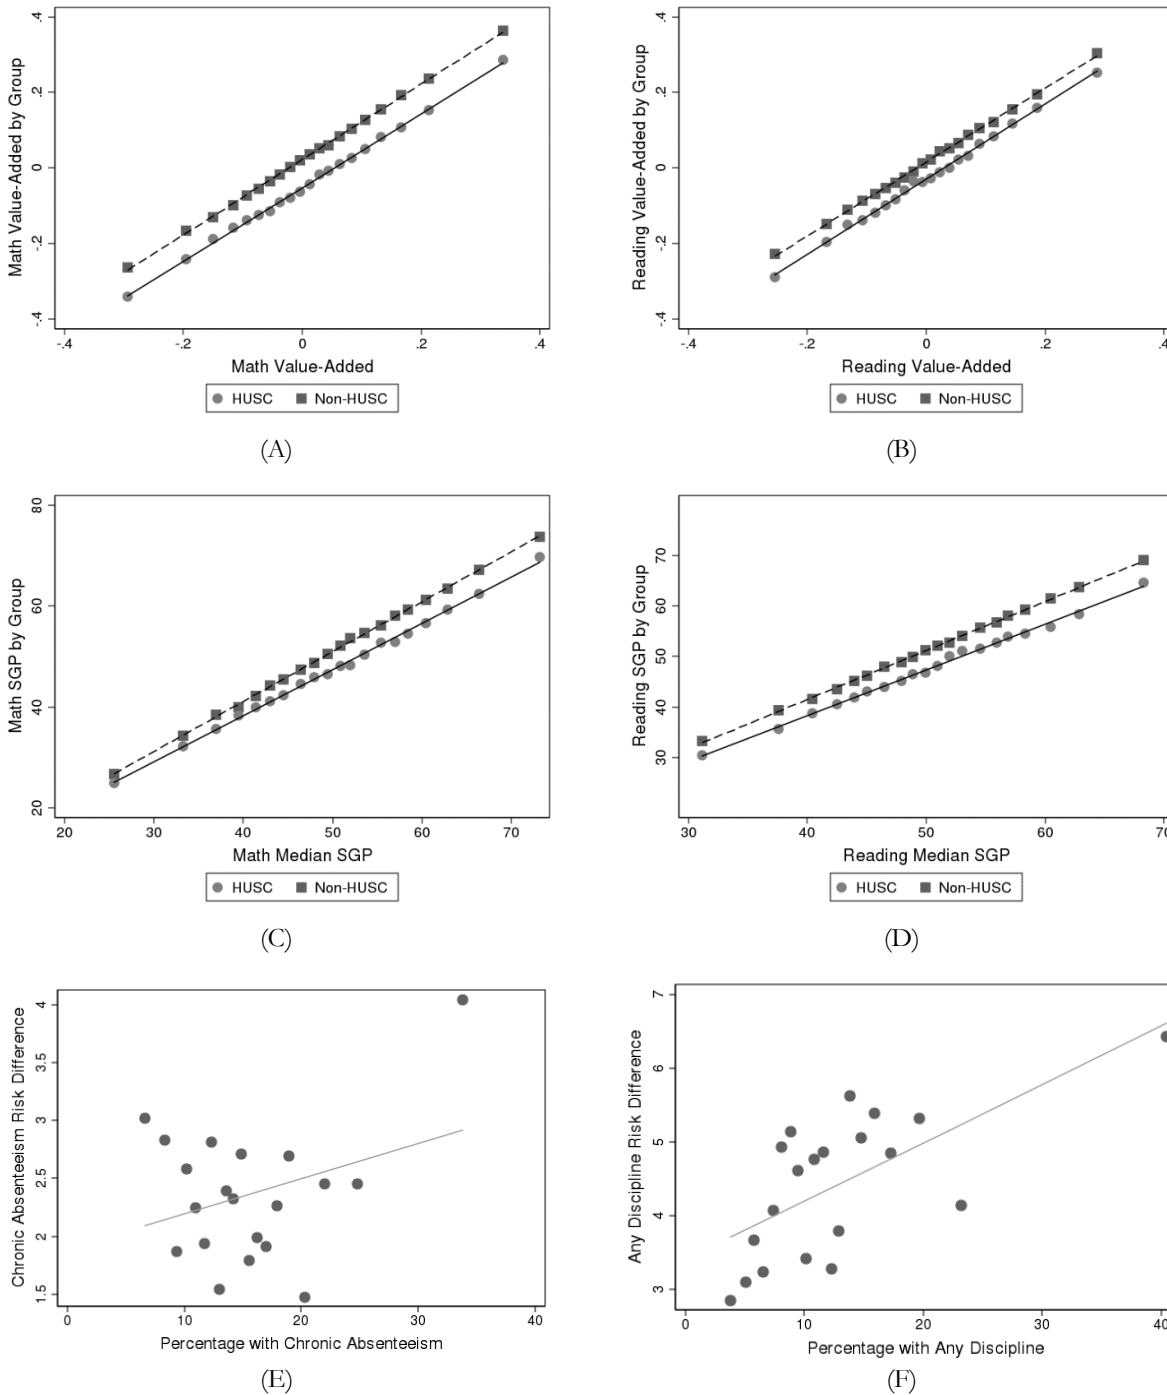 Math Value-Added by Group
.4
.2
0
-.2
-.4
-.4 -.2 0 .2 .4
Math Value-Added
HUSC Non-HUSC
(A)
Reading Value-Added by Group
.4
.2
0
-.2
-.4
-.4 -.2 0 .2 .4
Reading Value-Added
HUSC Non-HUSC
(B)
Math SGP by Group
80
60
40
20
20 30 40 50 60 70
Math Median SGP
HUSC Non-HUSC
(C)
Reading SGP by Group
70
60
50
40
30
30 40 50 60 70
Reading Median SGP
HUSC Non-HUSC
(D)
Chronic Absenteeism Risk Difference
4
3.5
3
2.5
2
1.5
0 10 20 30 40
Percentage with Chronic Absenteeism
(E)
Any Discipline Risk Difference
7
6
5
4
3
0 10 20 30 40
Percentage with Any Discipline
(F)